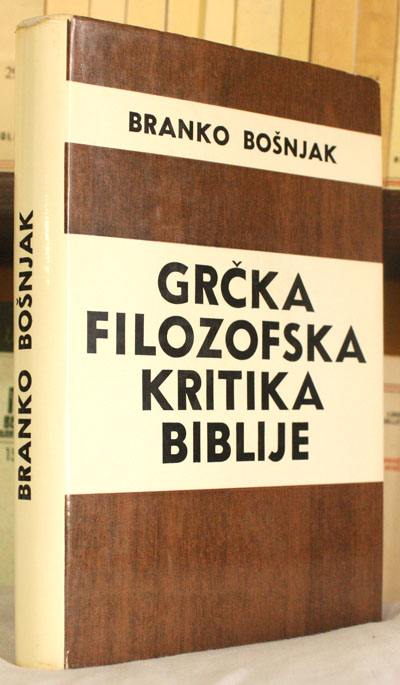 BRANKO BOŠNJAK
GRČKA
FILOZOFSKA
KRITIKA
BIBLIJE
BRANKO BOŠNJAK